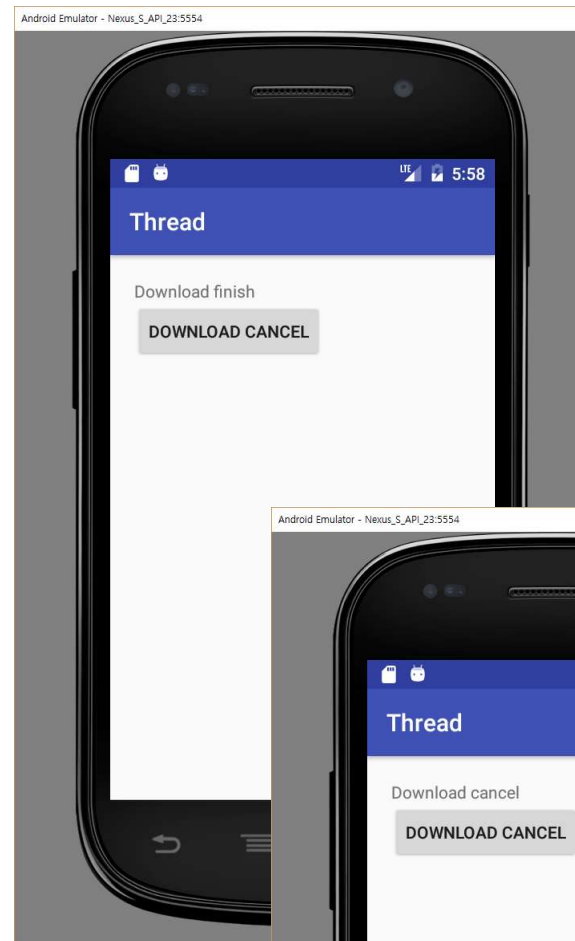 Android Emulator - Nexus_S_API_23:5554
LTE 5:58
Thread
Download finish
DOWNLOAD CANCEL
Android Emulator - Nexus_S_API_23:5554
Thread
Download cancel
DOWNLOAD CANCEL